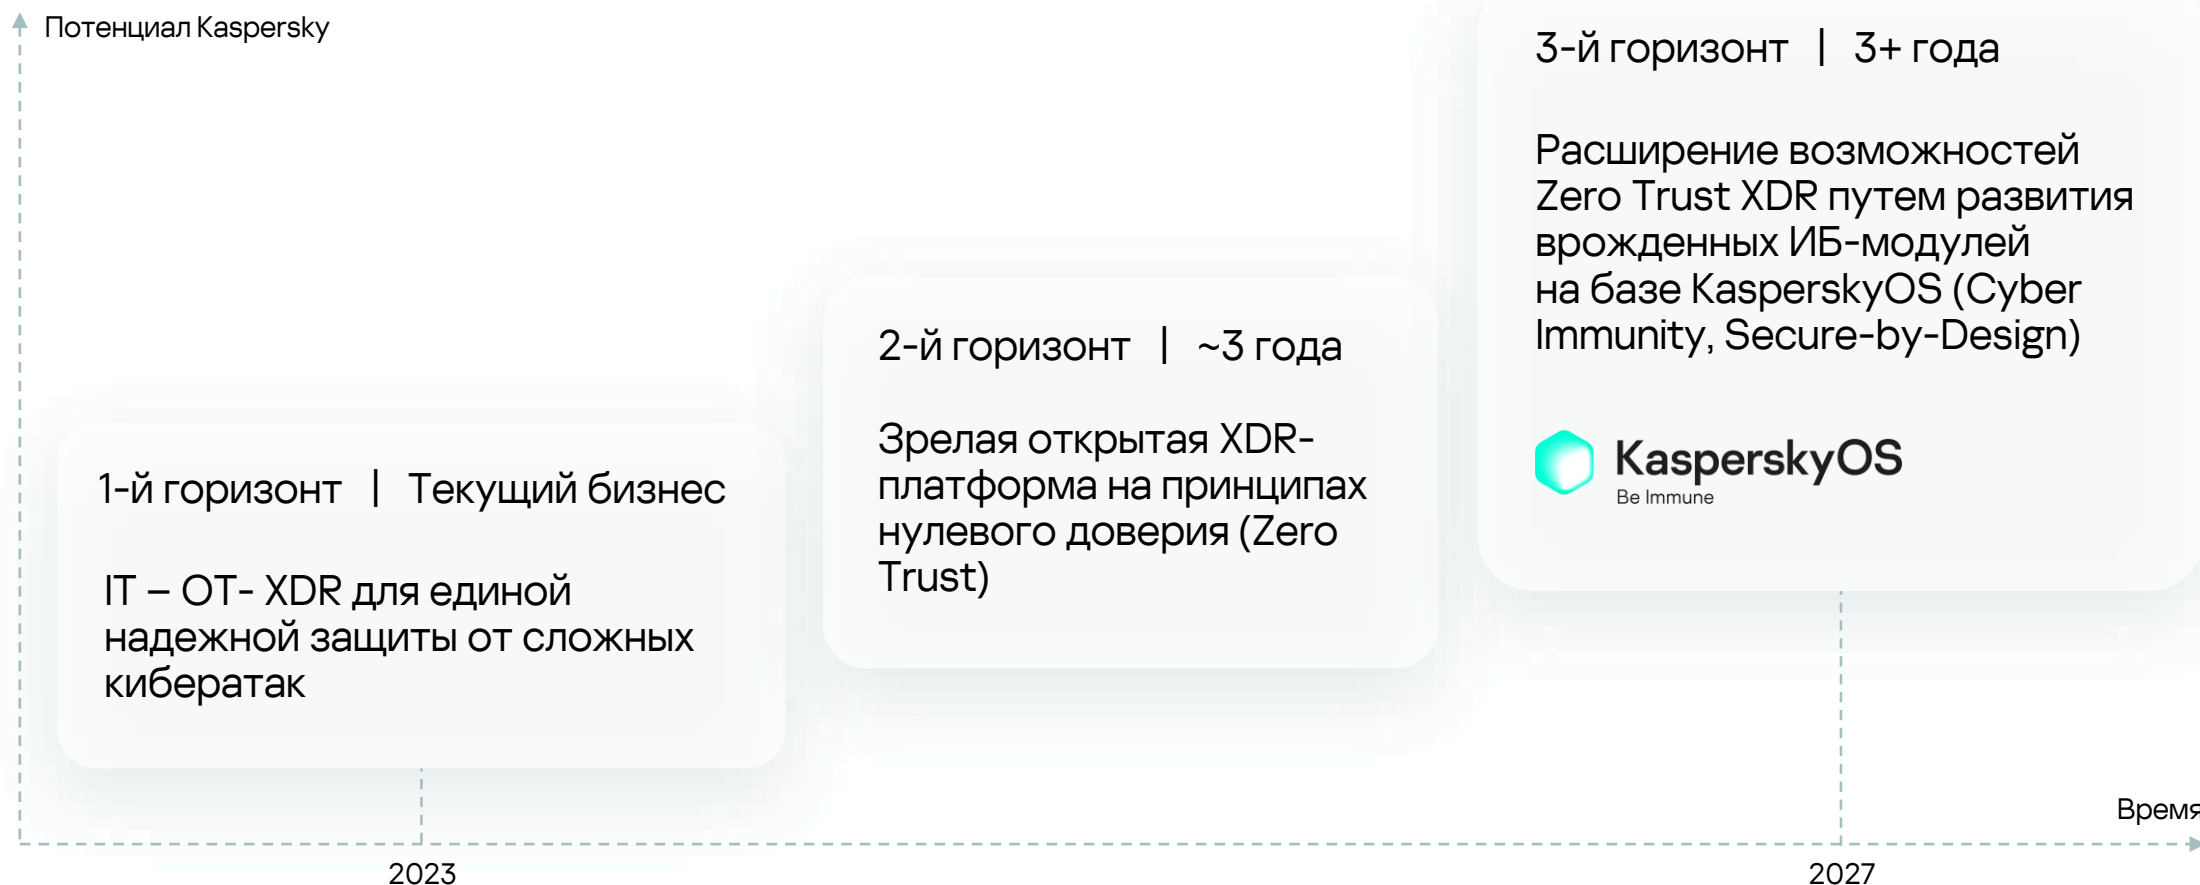 Потенциал Kaspersky
1-й горизонт | Текущий бизнес
IT – ОТ- XDR для единой
надежной защиты от сложных
кибератак
2-й горизонт | ~3 года
Зрелая открытая XDR-
платформа на принципах
нулевого доверия (Zero
Trust)
3-й горизонт | 3+ года
Расширение возможностей
Zero Trust XDR путем развития
врожденных ИБ-модулей
на базе KasperskyOS (Cyber
Immunity, Secure-by-Design)
KasperskyOS
Be Immune
Время
2023
2027